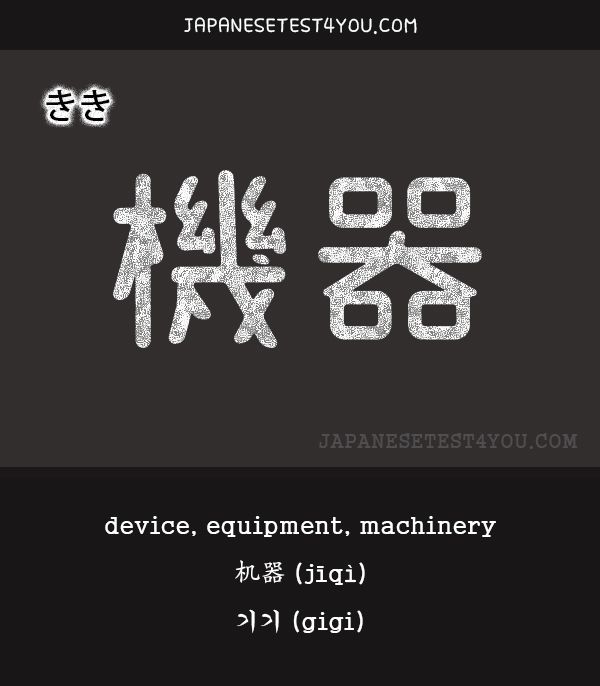 JAPANESETEST4YOU.COM
きき
機器
JAPANESETEST4YOU.COM
device, equipment, machinery
机器 (jīqì)
기기 (gigi)